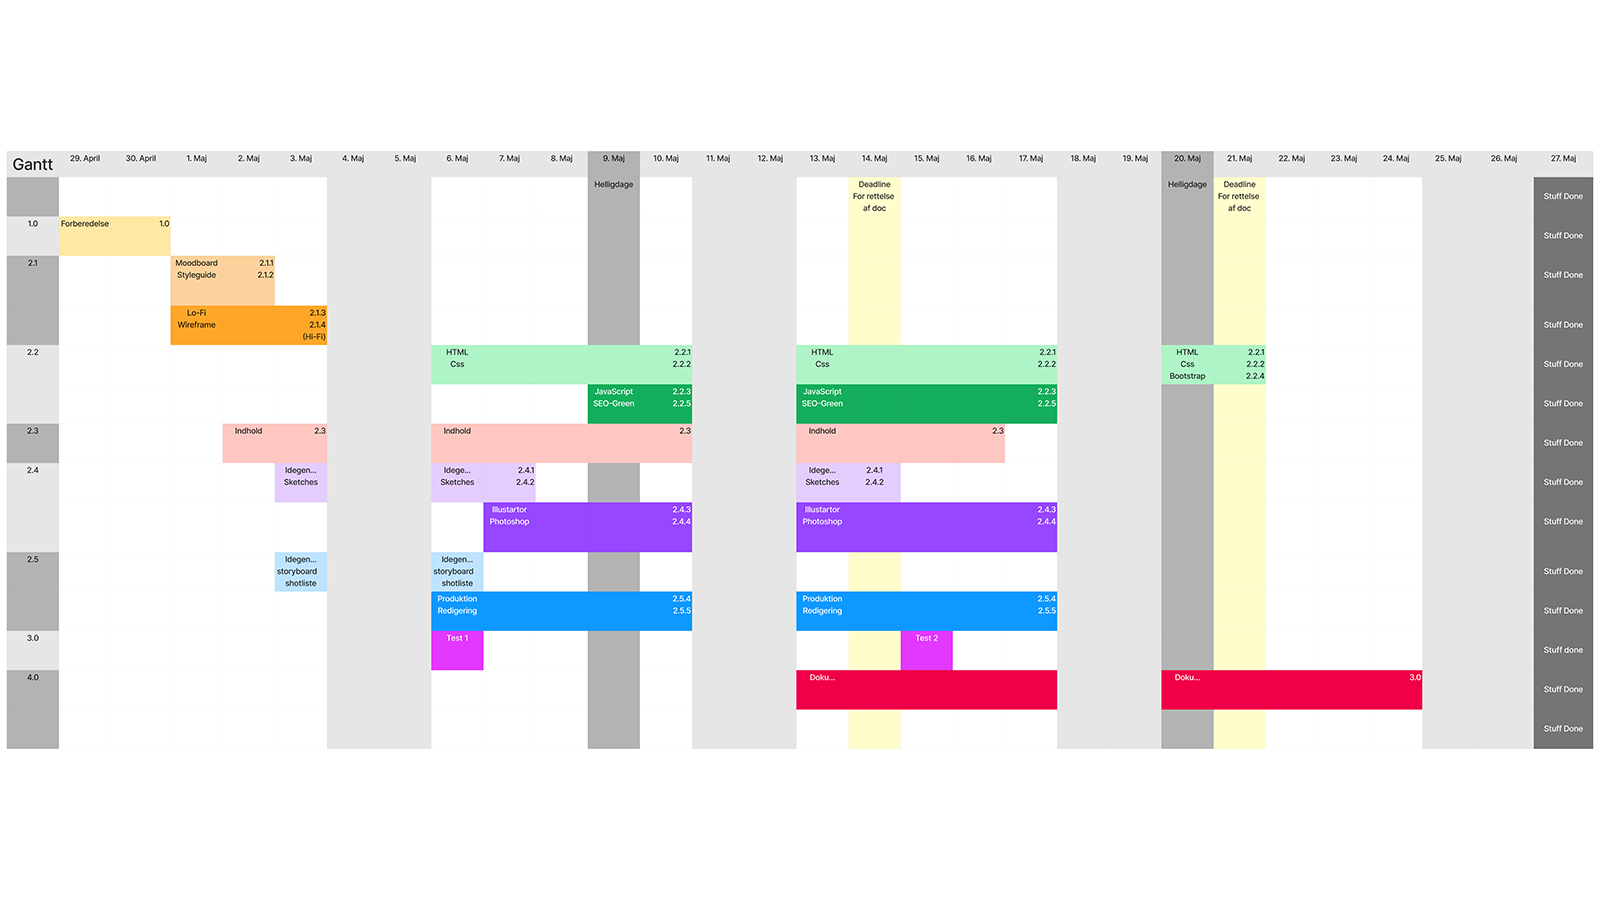 Gantt 29. April 30. April 1. Maj 2. Maj 3. Maj 4. Maj 5. Maj 6. Maj 7. Maj 8. Maj 9. Maj 10. Maj 11. Maj 12. Maj 13. Maj 14. Maj 15. Maj 16. Maj 17. Maj 18. Maj 19. Maj 20. Maj 21. Maj 22. Maj 23. Maj 24. Maj 25. Maj 26. Maj 27. Maj
Helligdage Deadline Helligdage Deadline
For rettelse For rettelse Stuff Done
af doc af doc
1.0 Forberedelse 1.0
Stuff Done
2.1 Moodboard 2.1.1
Styleguide 2.1.2 Stuff Done
Lo-Fi 2.1.3
Wireframe 2.1.4 Stuff Done
(Hi-Fi)
2.2 HTML 2.2.1 HTML 2.2.1 HTML 2.2.1
Css 2.2.2 Css 2.2.2 Css 2.2.2 Stuff Done
Bootstrap 2.2.4
JavaScript 2.2.3 JavaScript 2.2.3
SEO-Green 2.2.5 SEO-Green 2.2.5 Stuff Done
2.3 Indhold 2.3 Indhold 2.3 Indhold 2.3
Stuff Done
2.4 Idegen... Idege... 2.4.1 Idege... 2.4.1
Sketches Sketches 2.4.2 Sketches 2.4.2 Stuff Done
Illustartor 2.4.3 Illustartor 2.4.3
Photoshop 2.4.4 Photoshop 2.4.4 Stuff Done
2.5 Idegen... Idegen...
storyboard storyboard Stuff Done
shotliste shotliste
Produktion 2.5.4 Produktion 2.5.4
Redigering 2.5.5 Redigering 2.5.5 Stuff Done
3.0 Test 1 Test 2
Stuff done
4.0 Doku... Doku... 3.0
Stuff Done
Stuff Done